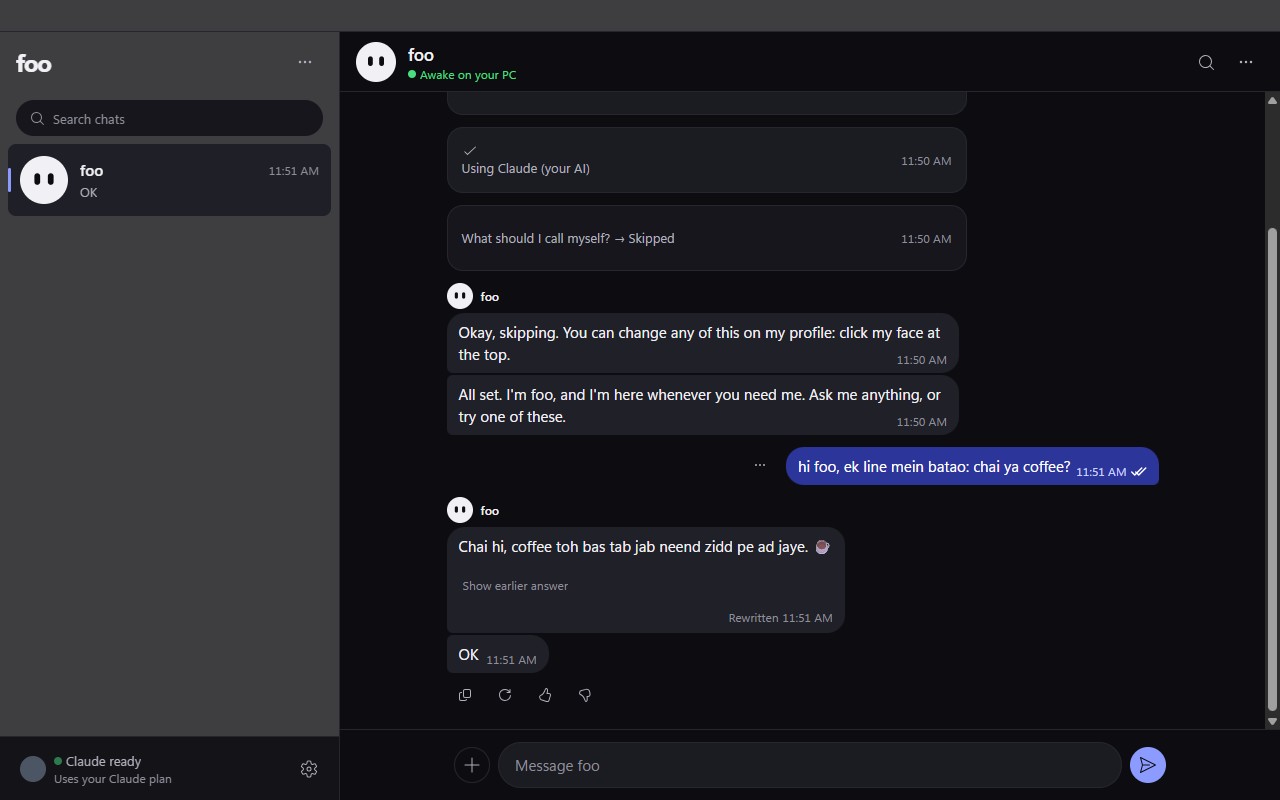 foo
...
Search chats
foo
11:51 AM
OK
Claude ready
Uses your Claude plan
foo
Awake on your PC
...
Using Claude (your AI)
11:50 AM
What should I call myself? → Skipped
11:50 AM
foo
Okay, skipping. You can change any of this on my profile: click my face at
the top.
11:50 AM
All set. I'm foo, and I'm here whenever you need me. Ask me anything, or
try one of these.
11:50 AM
...
hi foo, ek line mein batao: chai ya coffee? 11:51 AM
foo
Chai hi, coffee toh bas tab jab neend zidd pe ad jaye. ☕
Show earlier answer
Rewritten 11:51 AM
OK 11:51 AM
Message foo